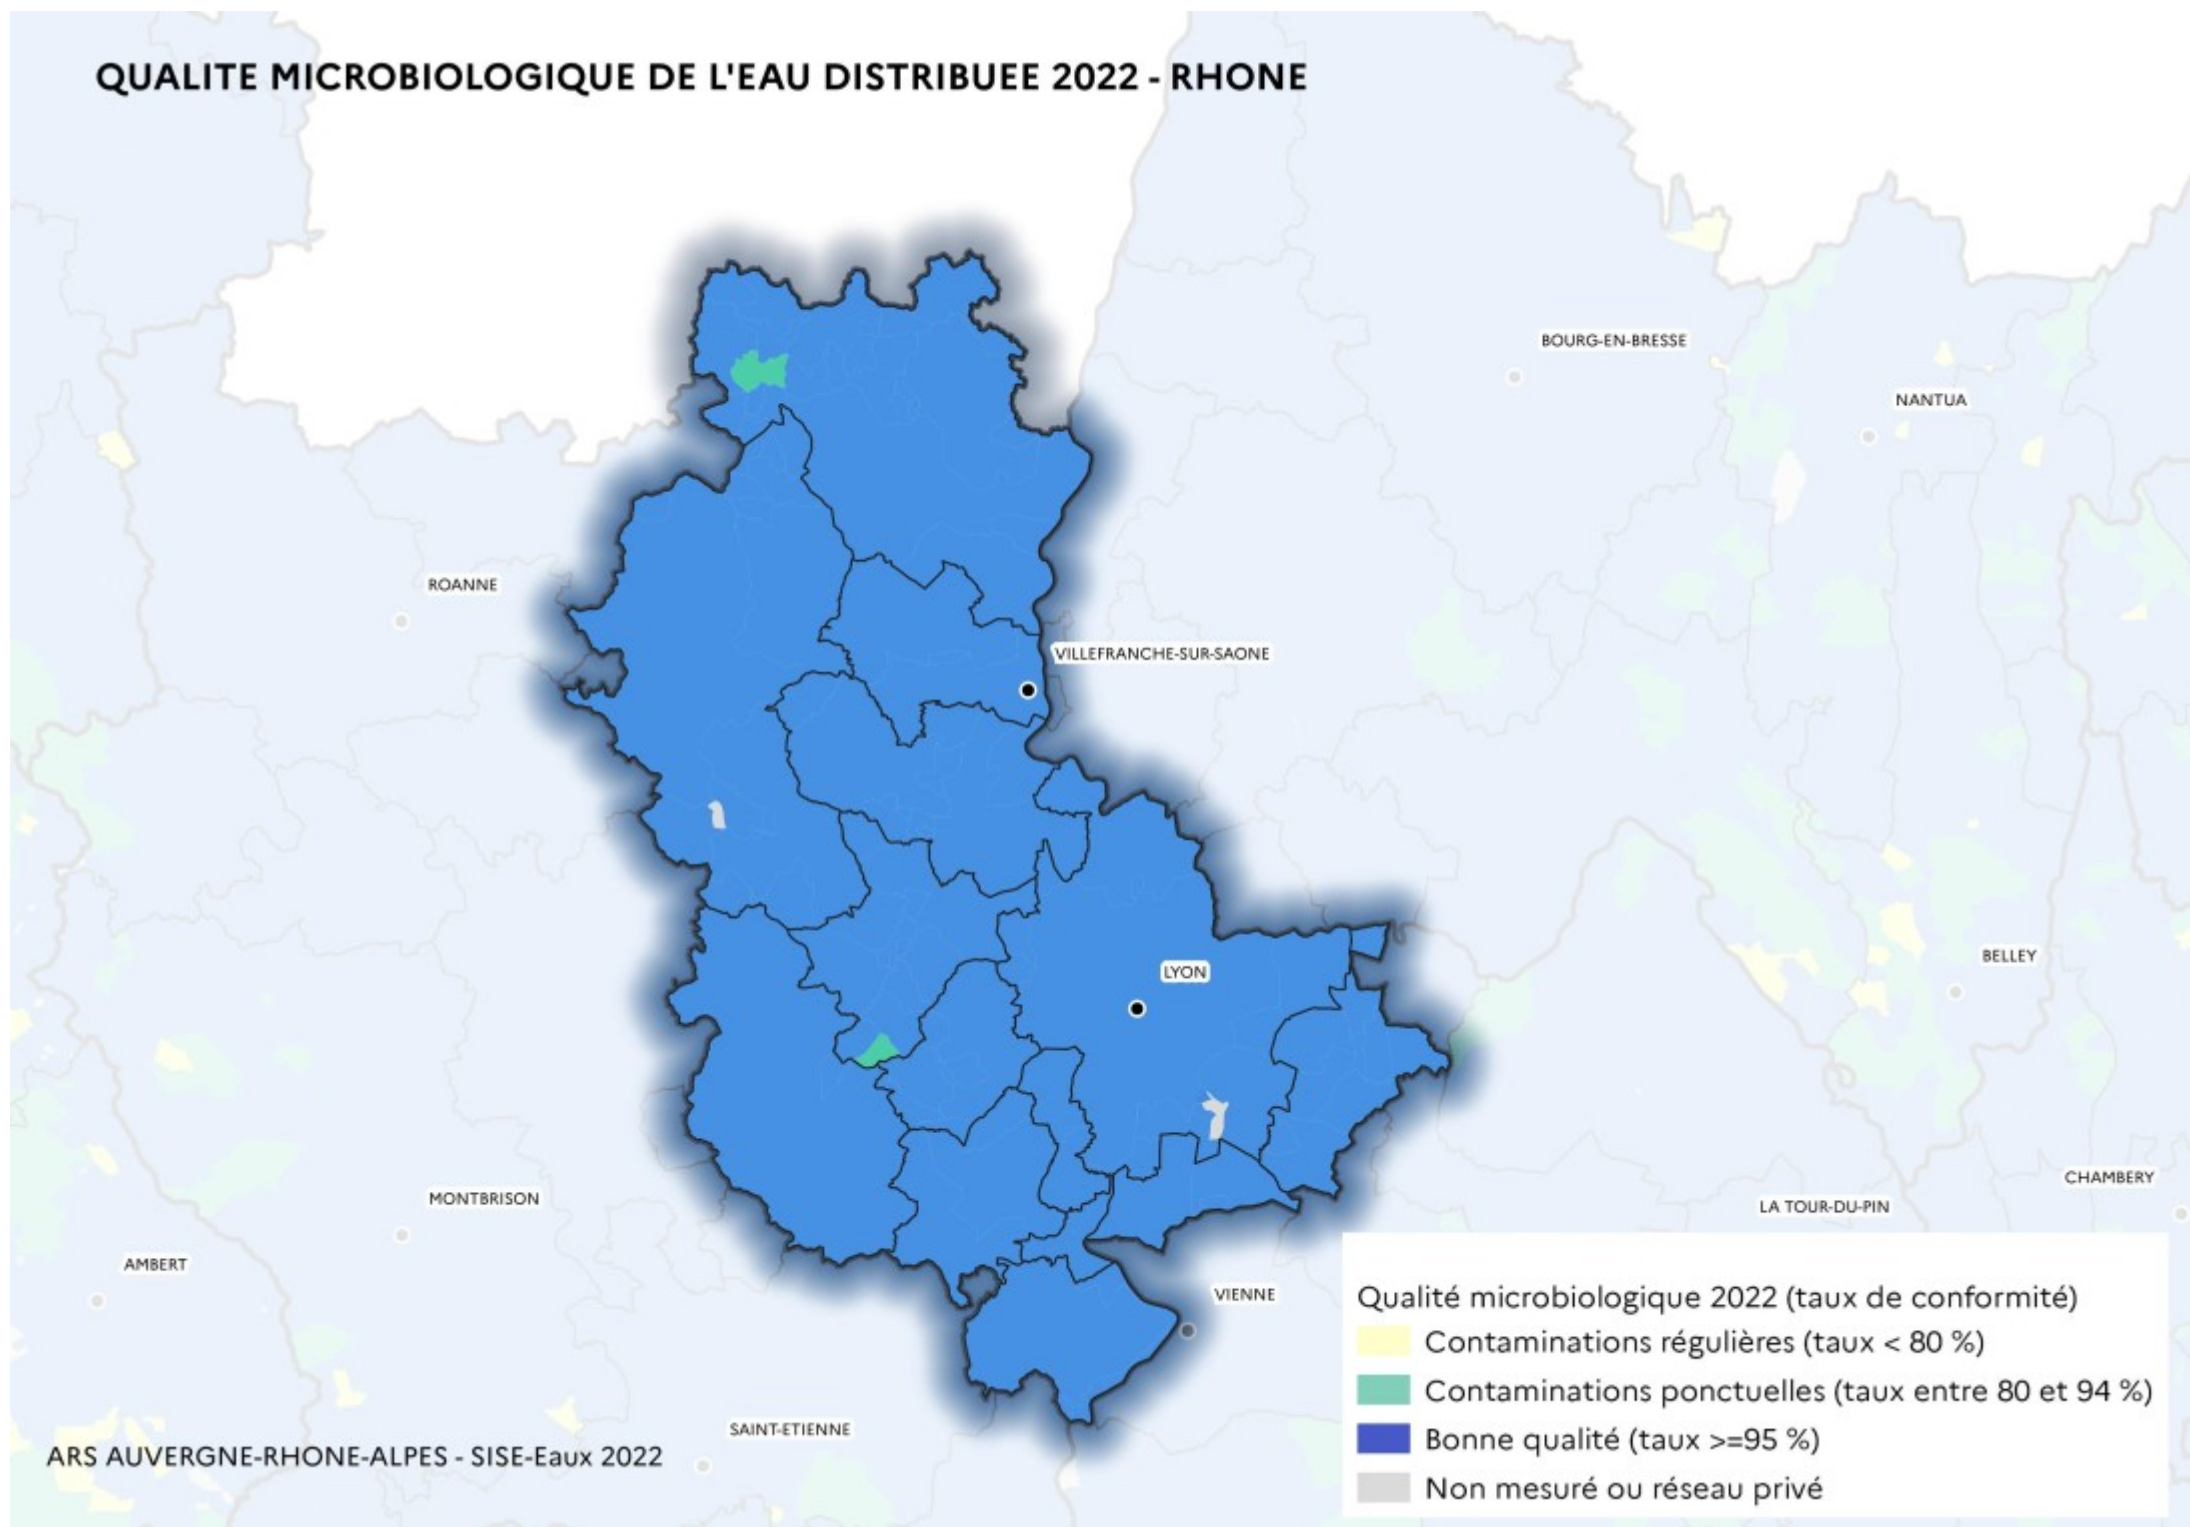 QUALITE MICROBIOLOGIQUE DE L'EAU DISTRIBUEE 2022 - RHONE
BOURG-EN-BRESSE
NANTUA
ROANNE
VILLEFRANCHE-SUR-SAONE
BELLEY
LYON
CHAMBERY
MONTBRISON
LA TOUR-DU-PIN
AMBERT
VIENNE
Qualité microbiologique 2022 (taux de conformité)
Contaminations régulières (taux < 80 %)
Contaminations ponctuelles (taux entre 80 et 94 %)
Bonne qualité (taux >=95 %)
Non mesuré ou réseau privé
SAINT-ETIENNE
ARS AUVERGNE-RHONE-ALPES - SISE-Eaux 2022